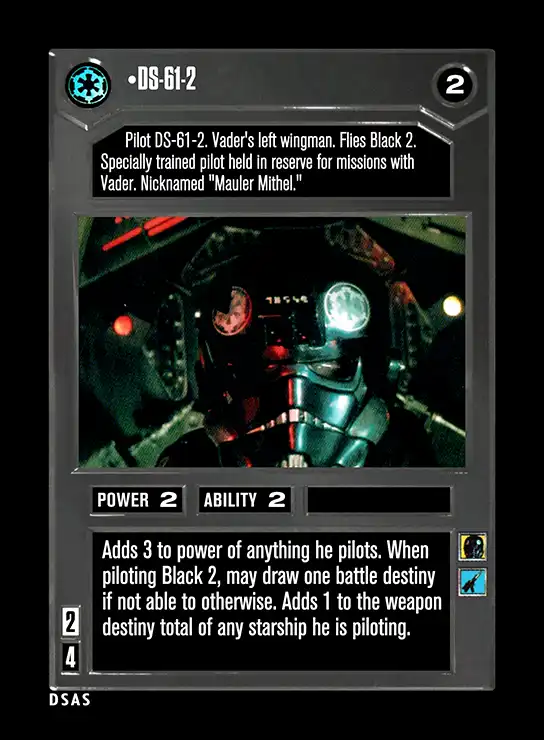 •DS-61-2
2
Pilot DS-61-2. Vader's left wingman. Flies Black 2.
Specially trained pilot held in reserve for missions with
Vader. Nicknamed "Mauler Mithel."
POWER 2 ABILITY 2
Adds 3 to power of anything he pilots. When
piloting Black 2, may draw one battle destiny
if not able to otherwise. Adds 1 to the weapon
destiny total of any starship he is piloting.
2
4
DSAS